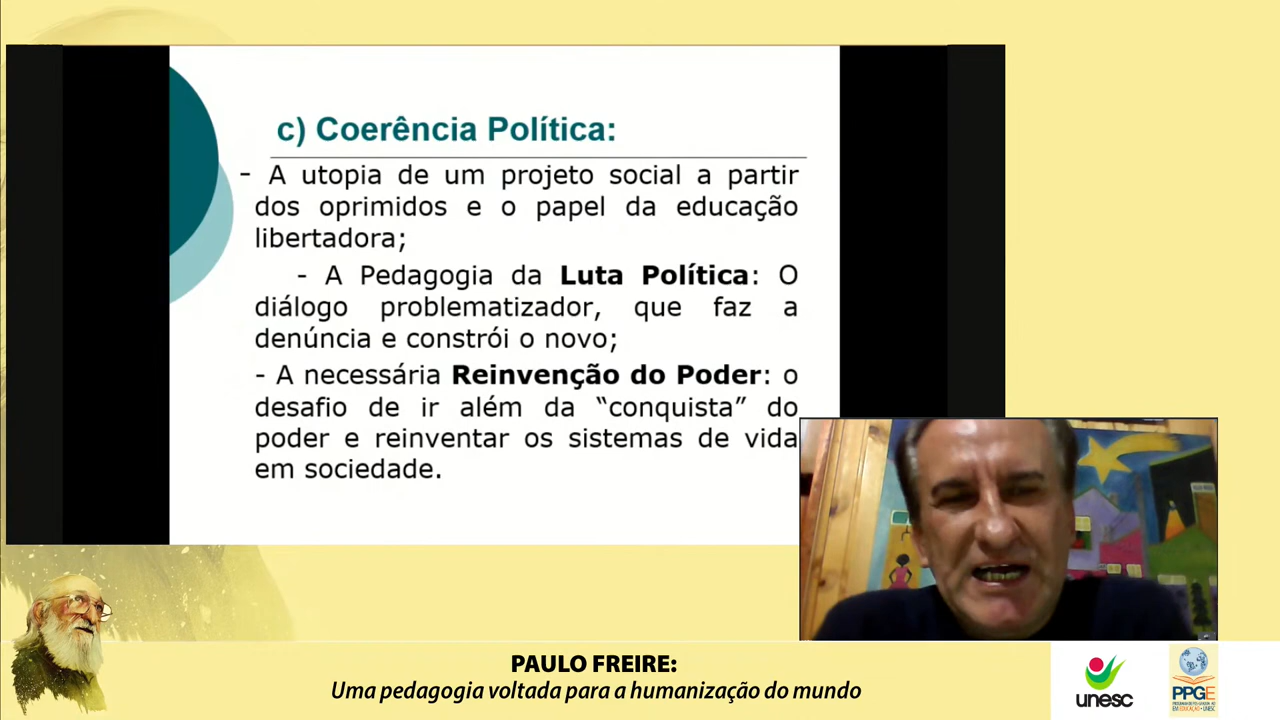 c) Coerência Política:
- A utopia de um projeto social a partir
dos oprimidos e o papel da educação
libertadora;
- A Pedagogia da Luta Política: O
diálogo problematizador, que faz a
denúncia e constrói o novo;
- A necessária Reinvenção do Poder: o
desafio de ir além da “conquista” do
poder e reinventar os sistemas de vida
em sociedade.
PAULO FREIRE:
Uma pedagogia voltada para a humanização do mundo
unesc
PPGE